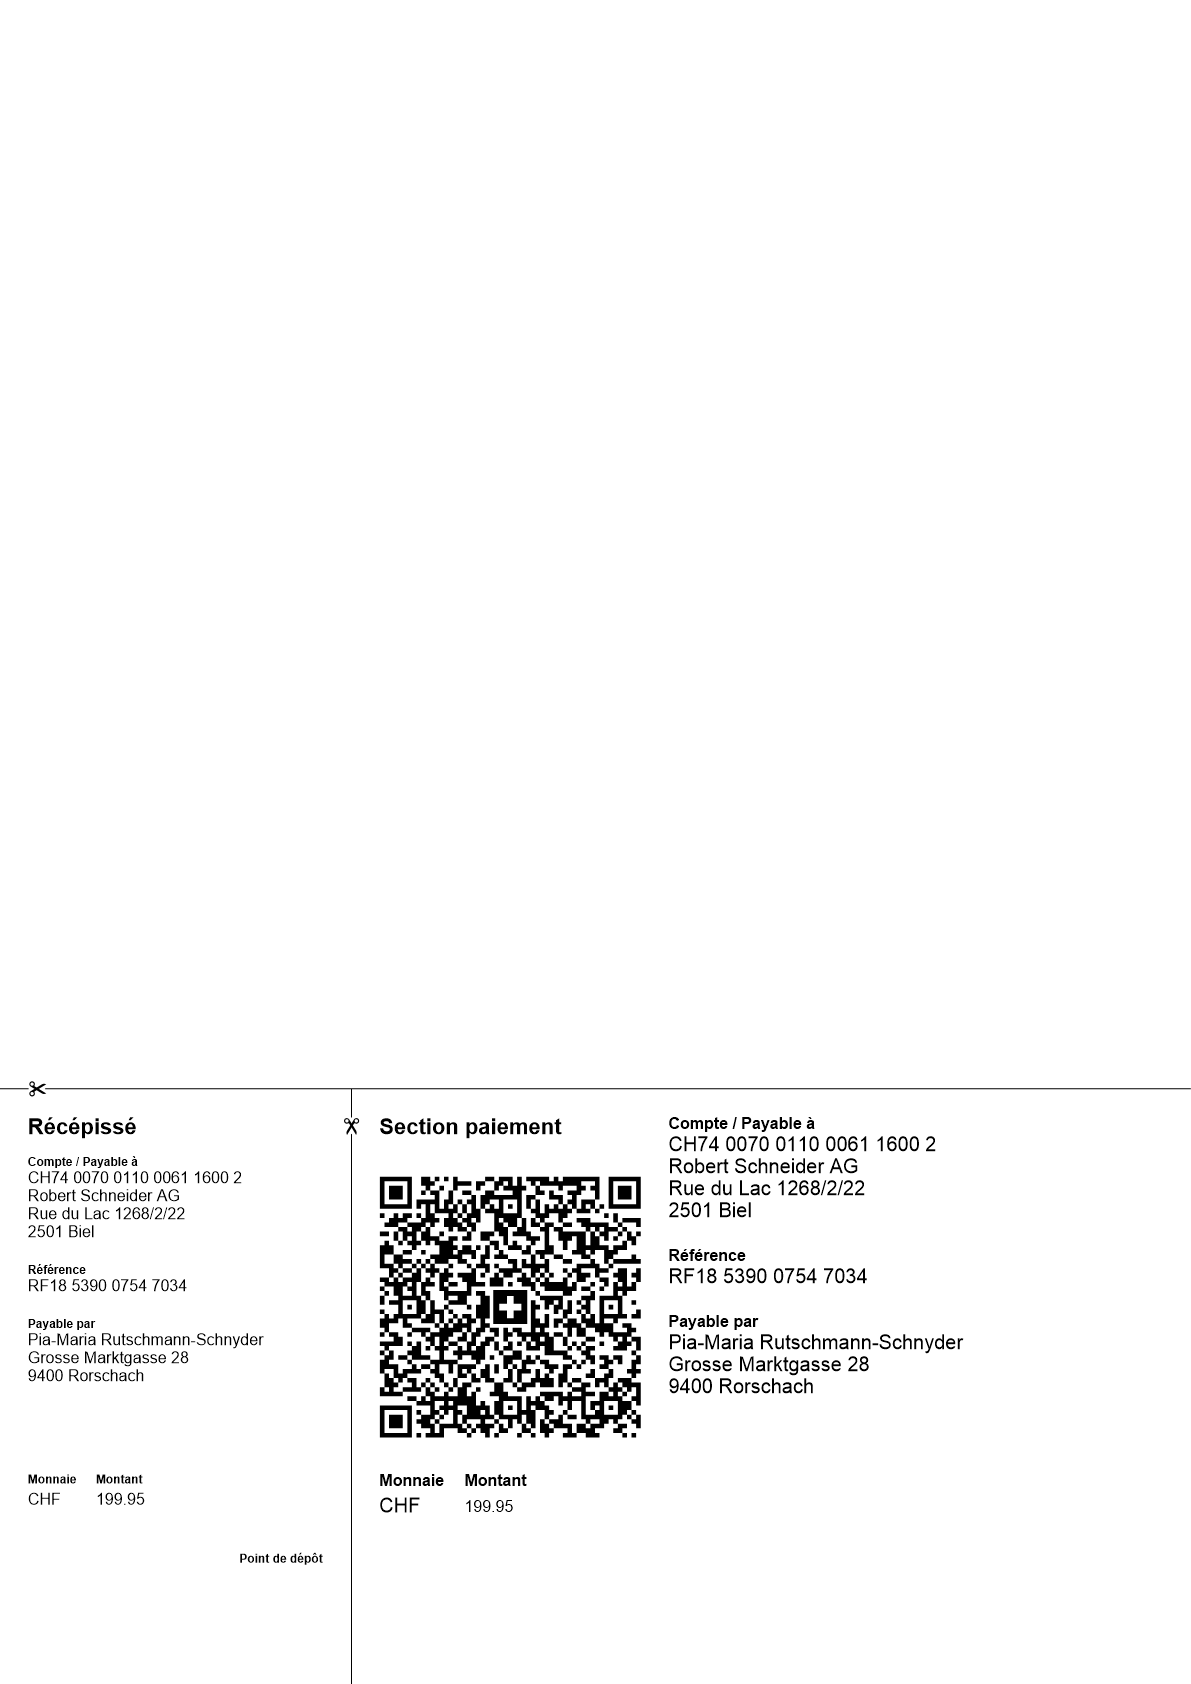 Récépissé
Compte / Payable à
CH74 0070 0110 0061 1600 2
Robert Schneider AG
Rue du Lac 1268/2/22
2501 Biel
Référence
RF18 5390 0754 7034
Payable par
Pia-Maria Rutschmann-Schnyder
Grosse Marktgasse 28
9400 Rorschach
Monnaie Montant
CHF 199.95
Point de dépôt
Section paiement
Monnaie Montant
CHF 199.95
Compte / Payable à
CH74 0070 0110 0061 1600 2
Robert Schneider AG
Rue du Lac 1268/2/22
2501 Biel
Référence
RF18 5390 0754 7034
Payable par
Pia-Maria Rutschmann-Schnyder
Grosse Marktgasse 28
9400 Rorschach